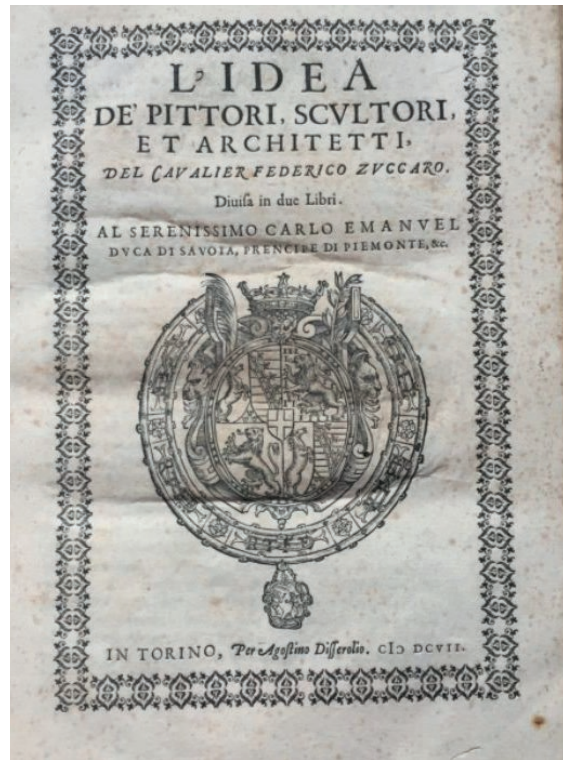 L'IDEA
DE' PITTORI, SCVLTORI,
ET ARCHITETTI,
DEL CAVALIER FEDERICO ZVCCARO.
Diuiſa in due Libri.
AL SERENISSIMO CARLO EMANVEL
DVCA DI SAVOIA, PRENCIPE DI PIEMONTE, &c.
IN TORINO, Per Agoſtino Diſſerolio. CIↃ DCVII.